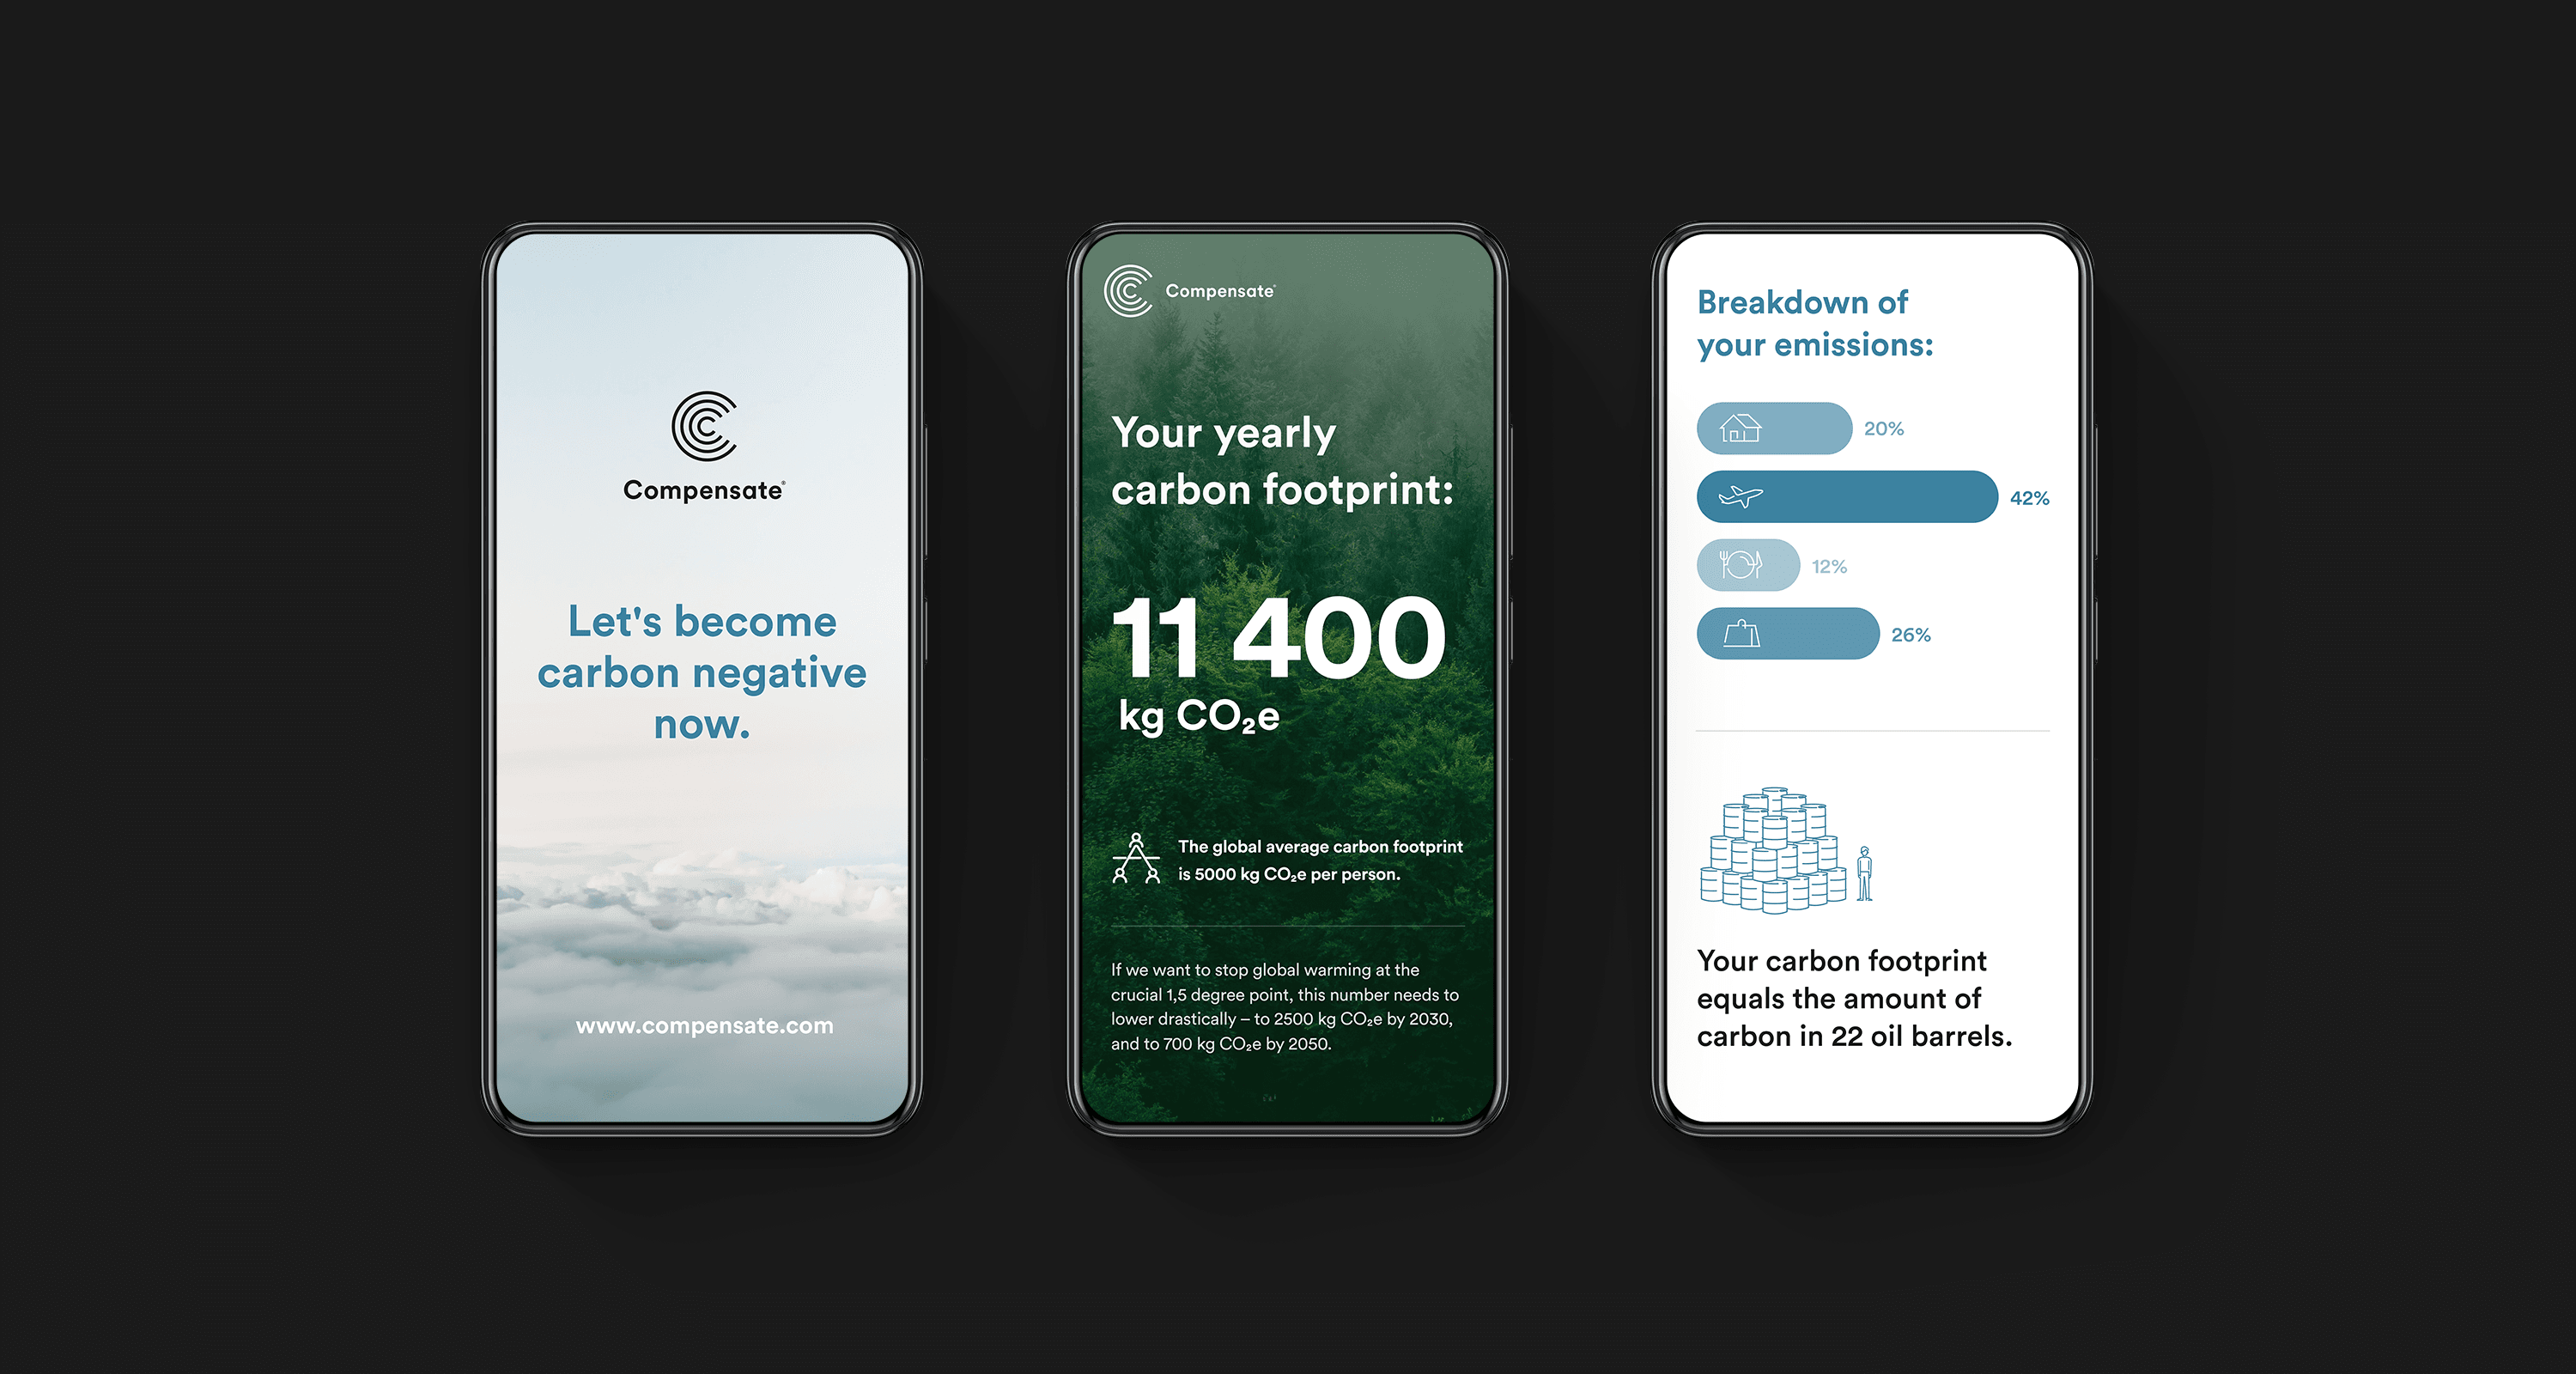 Compensate®
Let's become
carbon negative
now.
www.compensate.com
Compensate®
Your yearly
carbon footprint:
11 400
kg CO₂e
The global average carbon footprint
is 5000 kg CO₂e per person.
If we want to stop global warming at the
crucial 1,5 degree point, this number needs to
lower drastically – to 2500 kg CO₂e by 2030,
and to 700 kg CO₂e by 2050.
Breakdown of
your emissions:
20%
42%
12%
26%
Your carbon footprint
equals the amount of
carbon in 22 oil barrels.